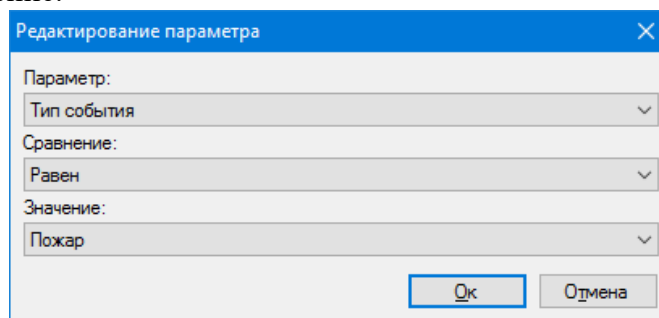 Редактирование параметра
Параметр:
Тип события
Сравнение:
Равен
Значение:
Пожар
Ок Отмена